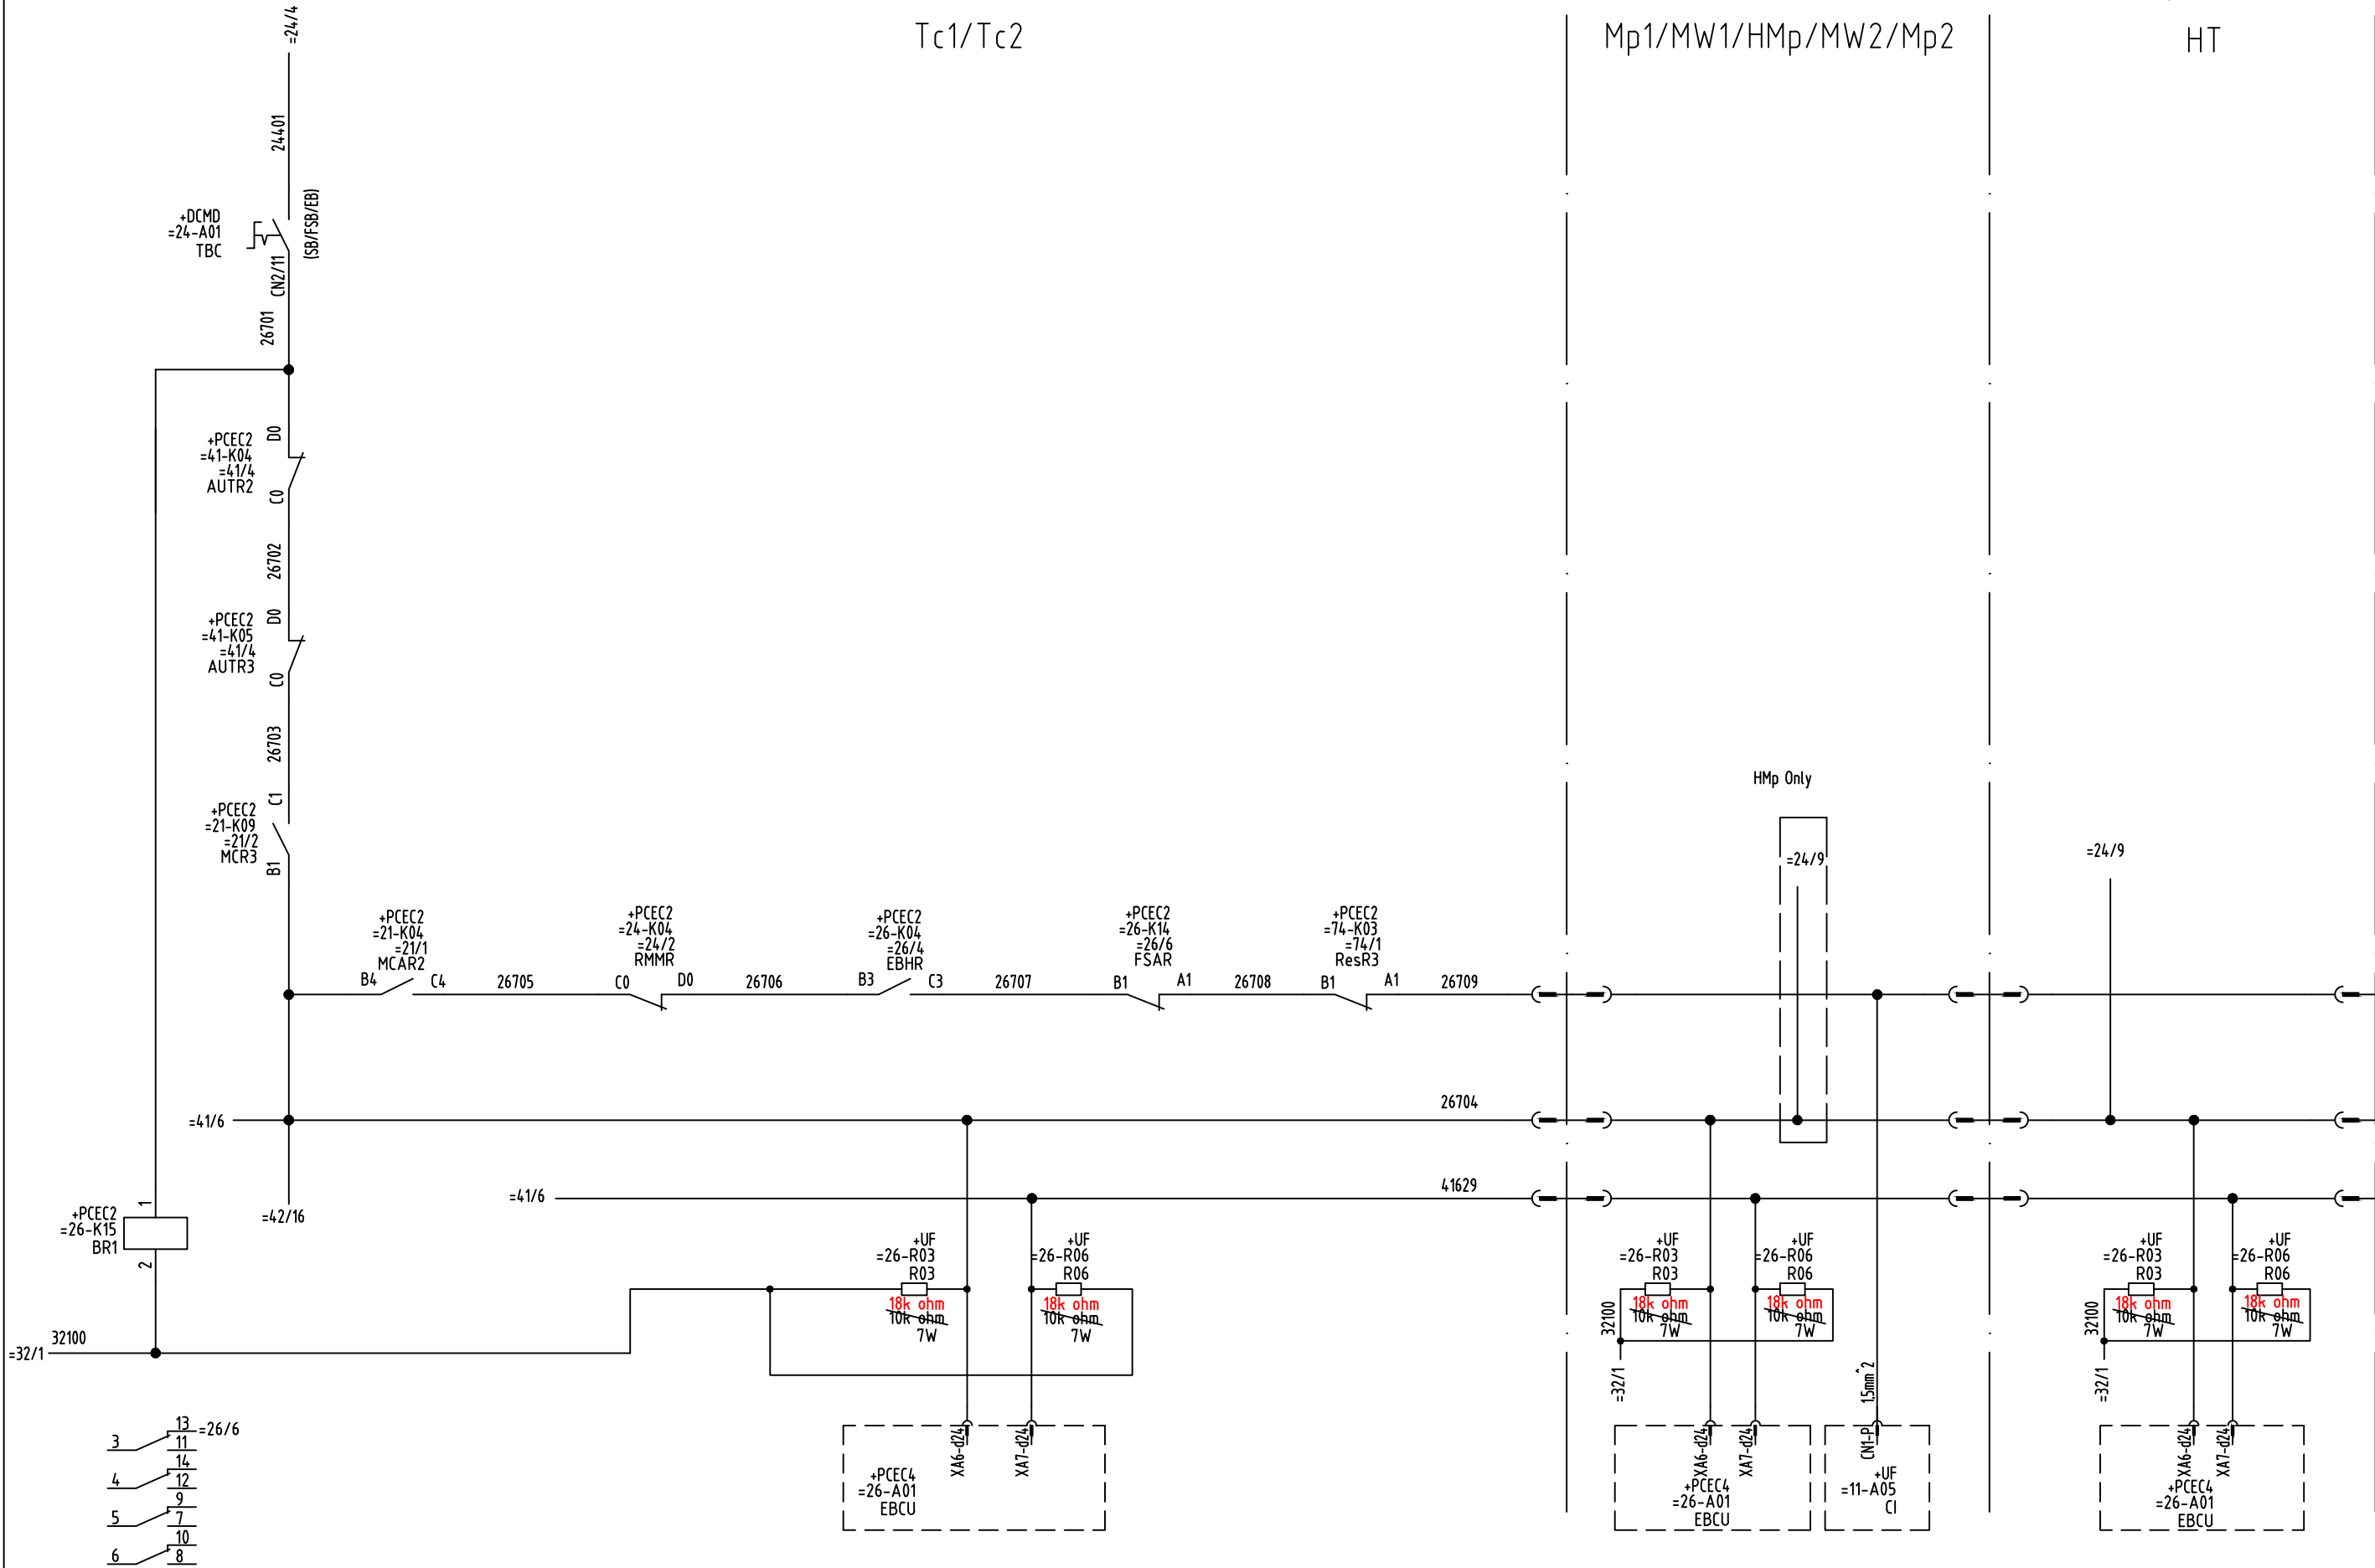 Tc1/Tc2
Mp1/MW1/HMp/MW2/Mp2
HT
=24/4
24401
(SB/FSB/EB)
+DCMD
=24-A01
TBC
CN2/11
26701
D0
+PCEC2
=41-K04
=41/4
AUTR2
C0
26702
D0
+PCEC2
=41-K05
=41/4
AUTR3
C0
26703
C1
+PCEC2
=21-K09
=21/2
MCR3
B1
HMp Only
=24/9
=24/9
+PCEC2
=21-K04
=21/1
MCAR2
B4
C4
26705
+PCEC2
=24-K04
=24/2
RMMR
C0
D0
26706
+PCEC2
=26-K04
=26/4
EBHR
B3
C3
26707
+PCEC2
=26-K14
=26/6
FSAR
B1
A1
26708
+PCEC2
=74-K03
=74/1
ResR3
B1
A1
26709
=41/6
26704
=41/6
41629
=42/16
1
+PCEC2
=26-K15
BR1
2
=32/1
32100
+UF
=26-R03
R03
18k ohm
10k ohm
7W
+UF
=26-R06
R06
18k ohm
10k ohm
7W
XA6-d24
XA7-d24
+PCEC4
=26-A01
EBCU
+UF
=26-R03
R03
18k ohm
10k ohm
7W
+UF
=26-R06
R06
18k ohm
10k ohm
7W
32100
=32/1
1.5mm^2
XA6-d24
XA7-d24
+PCEC4
=26-A01
EBCU
CN1-P
+UF
=11-A05
CI
+UF
=26-R03
R03
18k ohm
10k ohm
7W
+UF
=26-R06
R06
18k ohm
10k ohm
7W
32100
=32/1
XA6-d24
XA7-d24
+PCEC4
=26-A01
EBCU
13 =26/6
3
11
14
4
12
9
5
7
10
6
8